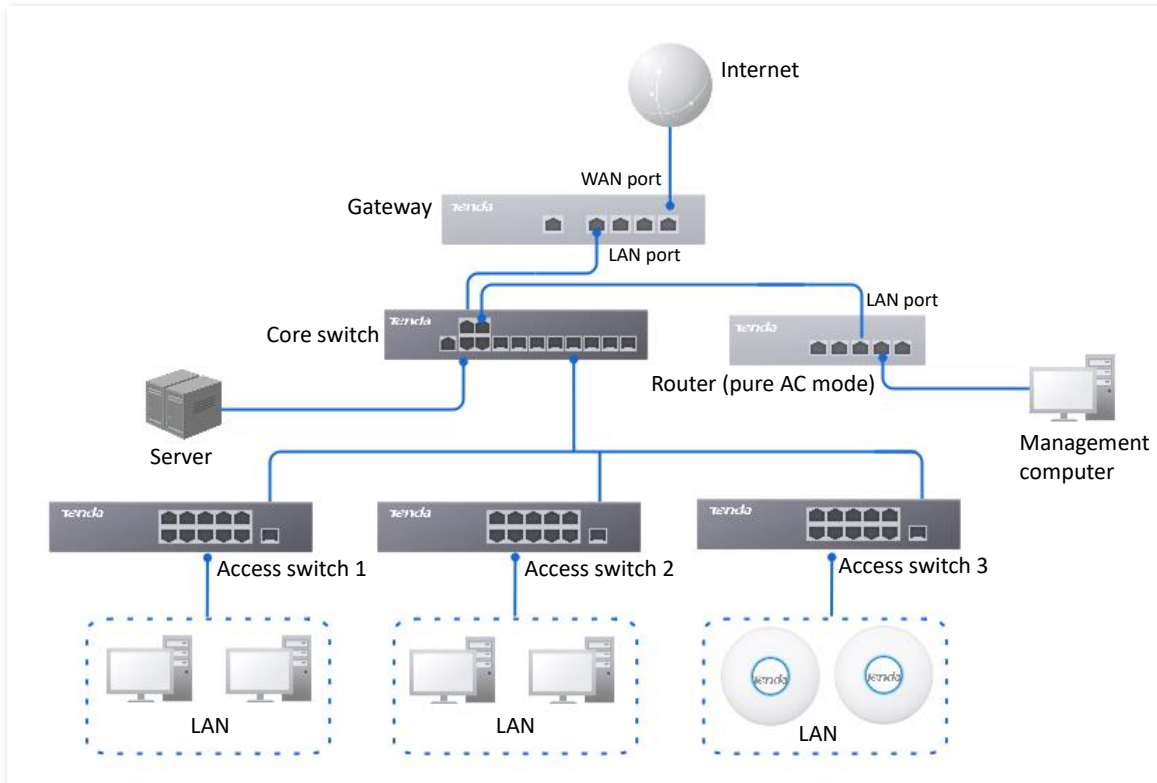 Internet
WAN port
Gateway
Tenda
LAN port
LAN port
Core switch
Tenda
Tenda
Router (pure AC mode)
Server
Management
computer
Tenda
Tenda
Tenda
Access switch 1
Access switch 2
Access switch 3
Tenda
Tenda
LAN
LAN
LAN